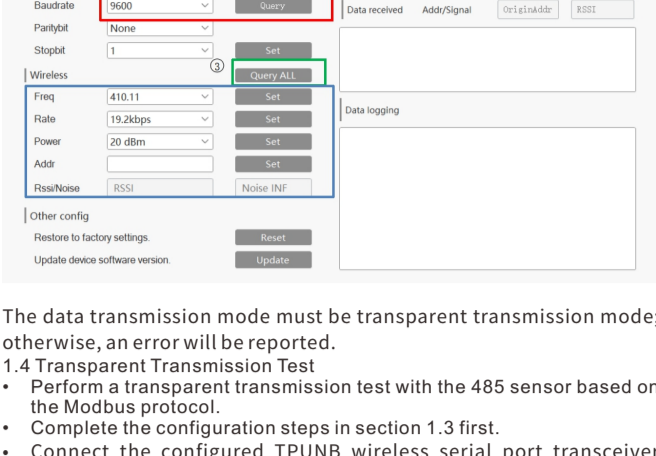 Baudrate 9600 Query Data received Addr/Signal OriginAddr RSSI
Paritybit None
Stopbit 1 Set
③
Wireless Query ALL
Freq 410.11 Set
Data logging
Rate 19.2kbps Set
Power 20 dBm Set
Addr Set
Rssi/Noise RSSI Noise INF
Other config
Restore to factory settings. Reset
Update device software version. Update
The data transmission mode must be transparent transmission mode;
otherwise, an error will be reported.
1.4 Transparent Transmission Test
• Perform a transparent transmission test with the 485 sensor based on
the Modbus protocol.
• Complete the configuration steps in section 1.3 first.
• Connect the configured TPUNB wireless serial port transceiver